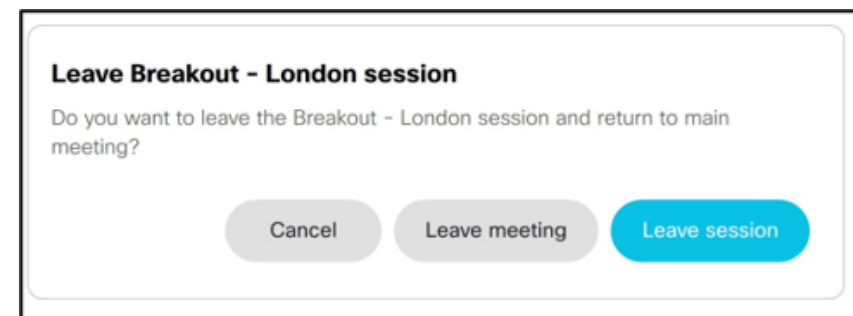 Leave Breakout - London session
Do you want to leave the Breakout - London session and return to main
meeting?
Cancel
Leave meeting
Leave session